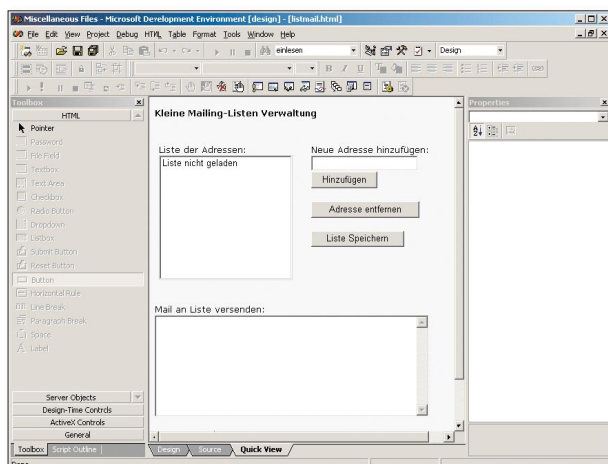 Miscellaneous Files - Microsoft Development Environment [design] - [listmail.html]
File Edit View Project Debug HTML Table Format Tools Window Help
einlesen Design
B I U
Toolbox
HTML
Pointer
Password
File Field
Textbox
Text Area
Checkbox
Radio Button
Dropdown
Listbox
Submit Button
Reset Button
Button
Horizontal Rule
Line Break
Paragraph Break
Space
Label
Server Objects
Design-Time Controls
ActiveX Controls
General
Toolbox Script Outline
Kleine Mailing-Listen Verwaltung
Liste der Adressen:
Liste nicht geladen
Neue Adresse hinzufügen:
Hinzufügen
Adresse entfernen
Liste Speichern
Mail an Liste versenden:
Design Source Quick View
Properties
Done